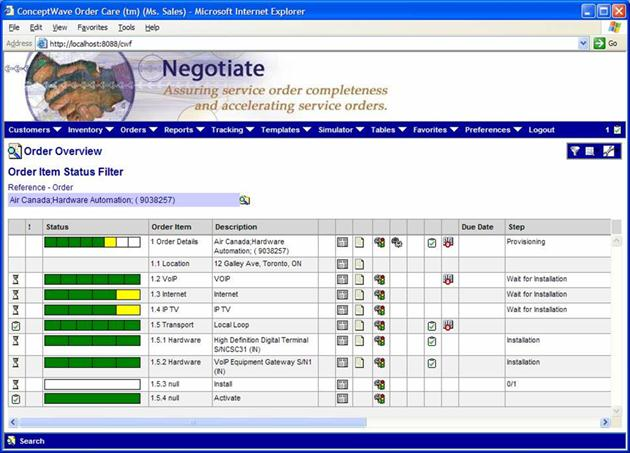 ConceptWave Order Care (tm) (Ms. Sales) - Microsoft Internet Explorer
File Edit View Favorites Tools Help
Address http://localhost:8088/cwf Go
Negotiate
Assuring service order completeness
and accelerating service orders.
Customers Inventory Orders Reports Tracking Templates Simulator Tables Favorites Preferences Logout 1
Order Overview
Order Item Status Filter
Reference - Order
Air Canada;Hardware Automation; ( 9038257)
! Status Order Item Description Due Date Step
1 Order Details Air Canada;Hardware Provisioning
Automation; ( 9038257)
1.1 Location 12 Galley Ave, Toronto, ON
1.2 VoIP VOIP Wait for Installation
1.3 Internet Internet Wait for Installation
1.4 IP TV IP TV Wait for Installation
1.5 Transport Local Loop
1.5.1 Hardware High Definition Digital Terminal Installation
S/NCSC31 (IN)
1.5.2 Hardware VoIP Equipment Gateway S/N1 Installation
(IN)
1.5.3 null Install 0/1
1.5.4 null Activate
Search